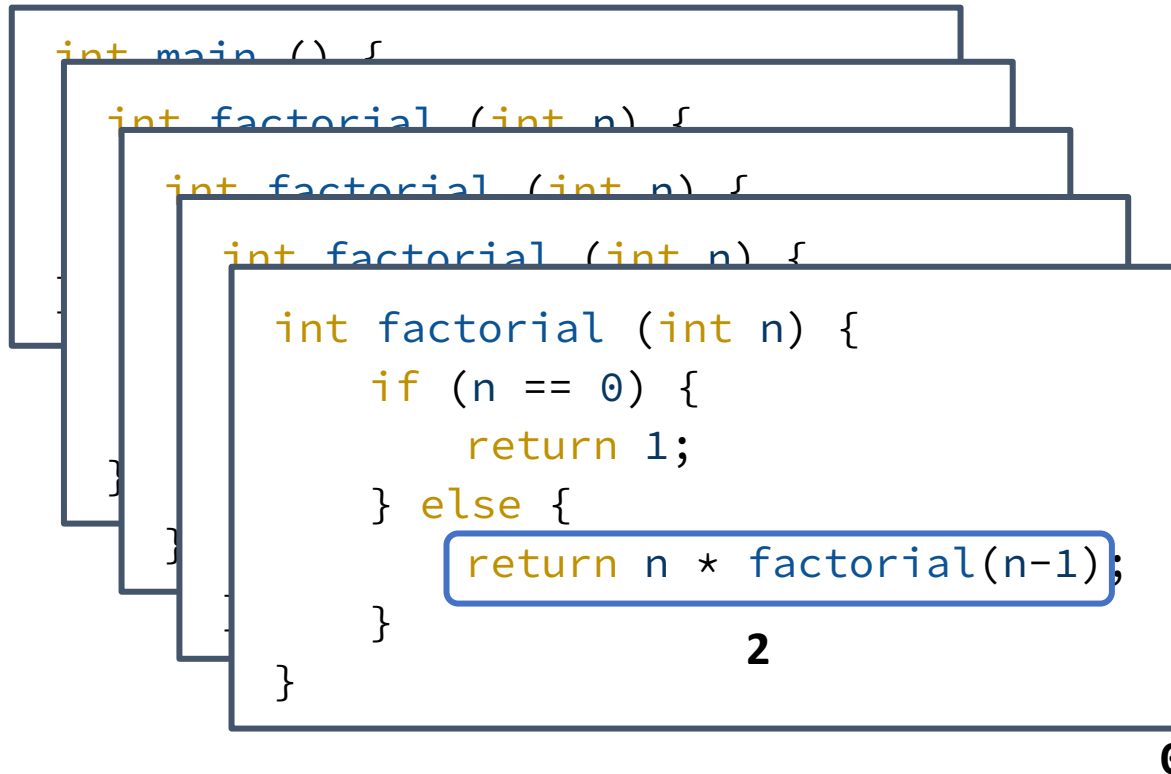 int main () {
int factorial (int n) {
}
int factorial (int n) {
}
int factorial (int n) {
int factorial (int n) {
if (n == 0) {
return 1;
} else {
return n * factorial(n-1);
}
2
}